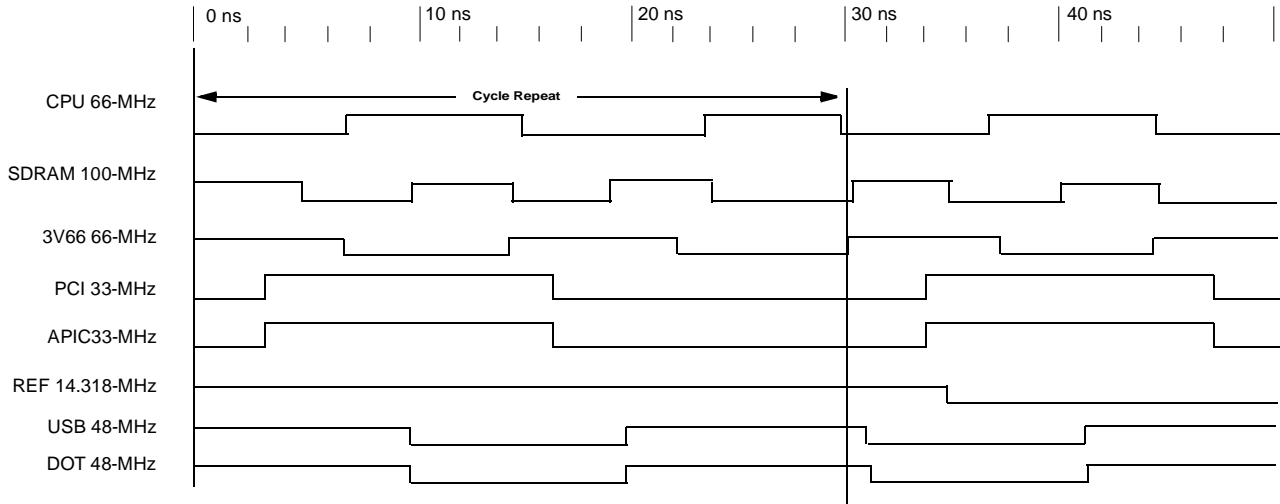 0 ns 10 ns 20 ns 30 ns 40 ns
Cycle Repeat
CPU 66-MHz
SDRAM 100-MHz
3V66 66-MHz
PCI 33-MHz
APIC33-MHz
REF 14.318-MHz
USB 48-MHz
DOT 48-MHz